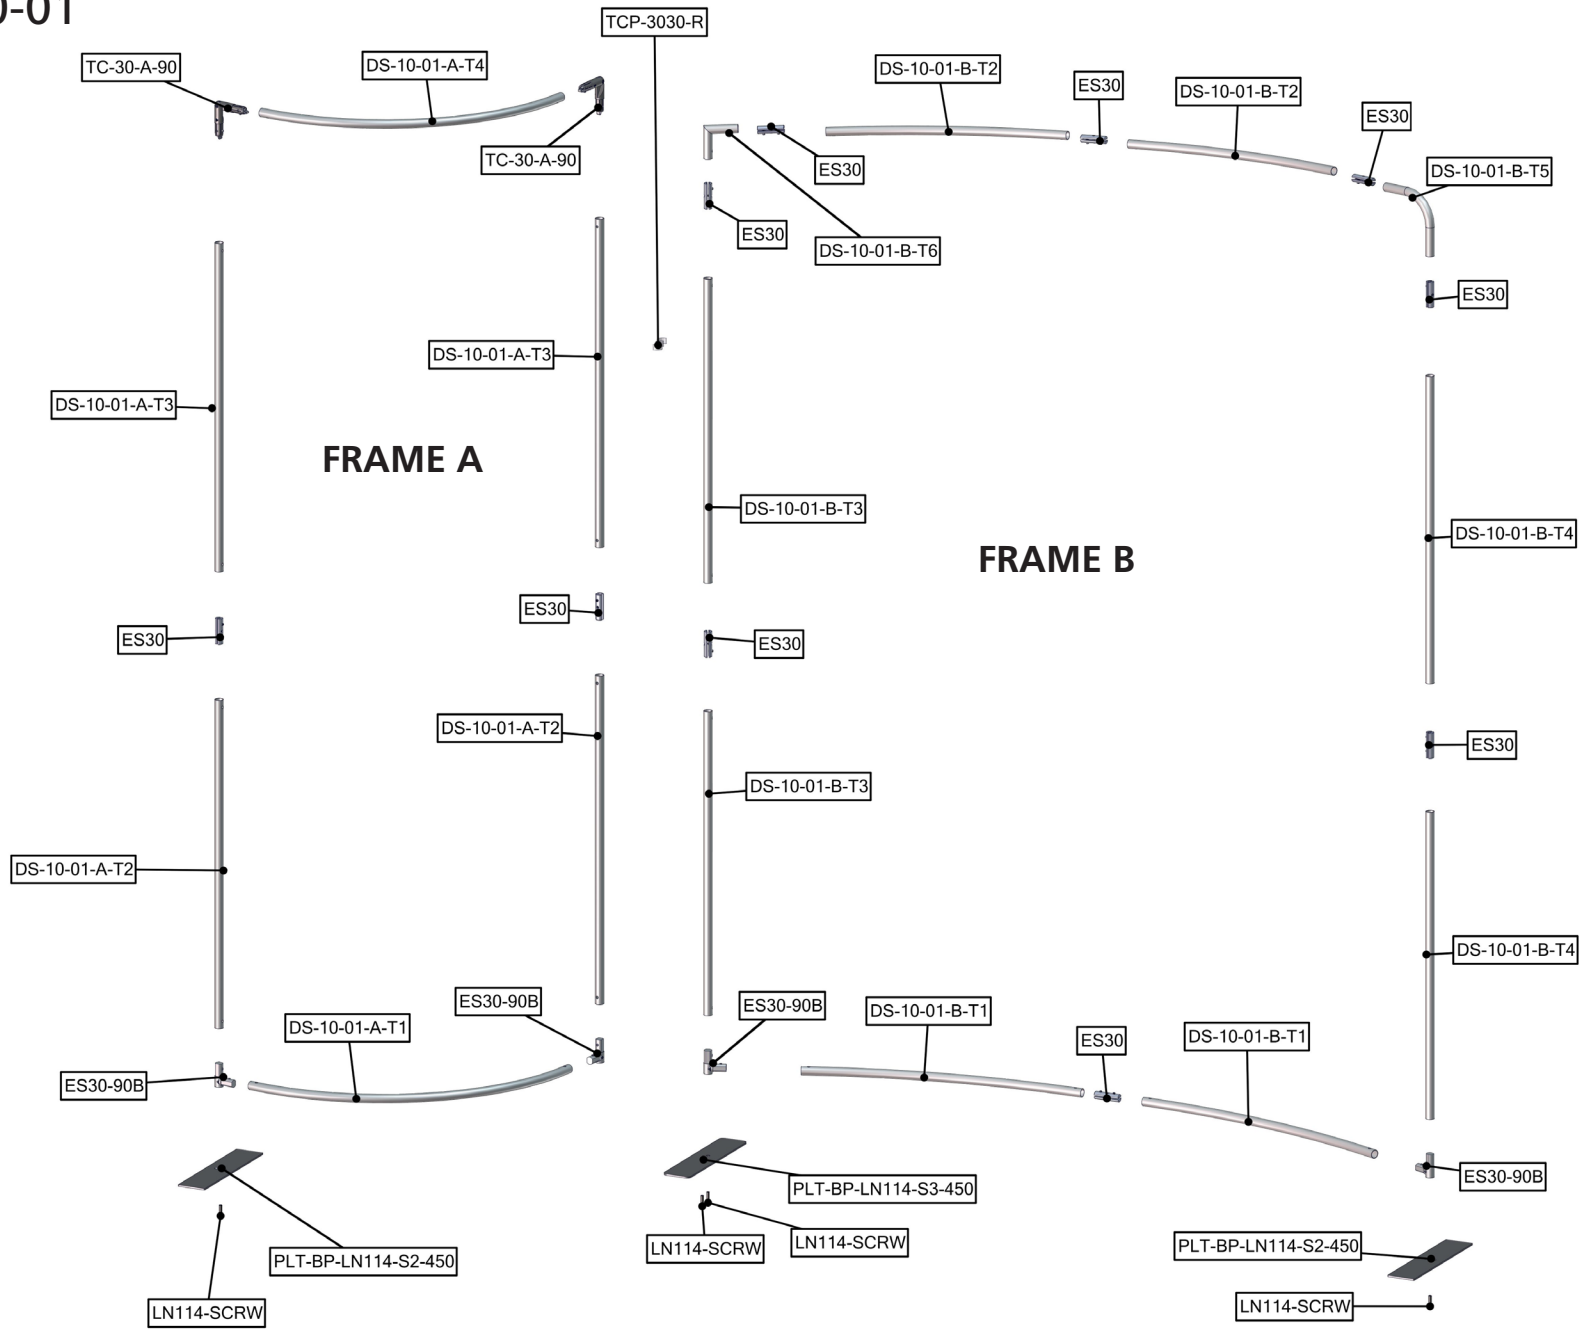 TCP-3030-R
TC-30-A-90
DS-10-01-A-T4
DS-10-01-B-T2
ES30
DS-10-01-B-T2
ES30
TC-30-A-90
ES30
DS-10-01-B-T5
ES30
DS-10-01-B-T6
ES30
DS-10-01-A-T3
DS-10-01-A-T3
FRAME A
DS-10-01-B-T3
FRAME B
DS-10-01-B-T4
ES30
ES30
ES30
DS-10-01-A-T2
ES30
DS-10-01-B-T3
DS-10-01-A-T2
DS-10-01-B-T4
ES30-90B
ES30-90B
DS-10-01-B-T1
DS-10-01-A-T1
ES30
DS-10-01-B-T1
ES30-90B
ES30-90B
PLT-BP-LN114-S3-450
LN114-SCRW
LN114-SCRW
PLT-BP-LN114-S2-450
PLT-BP-LN114-S2-450
LN114-SCRW
LN114-SCRW